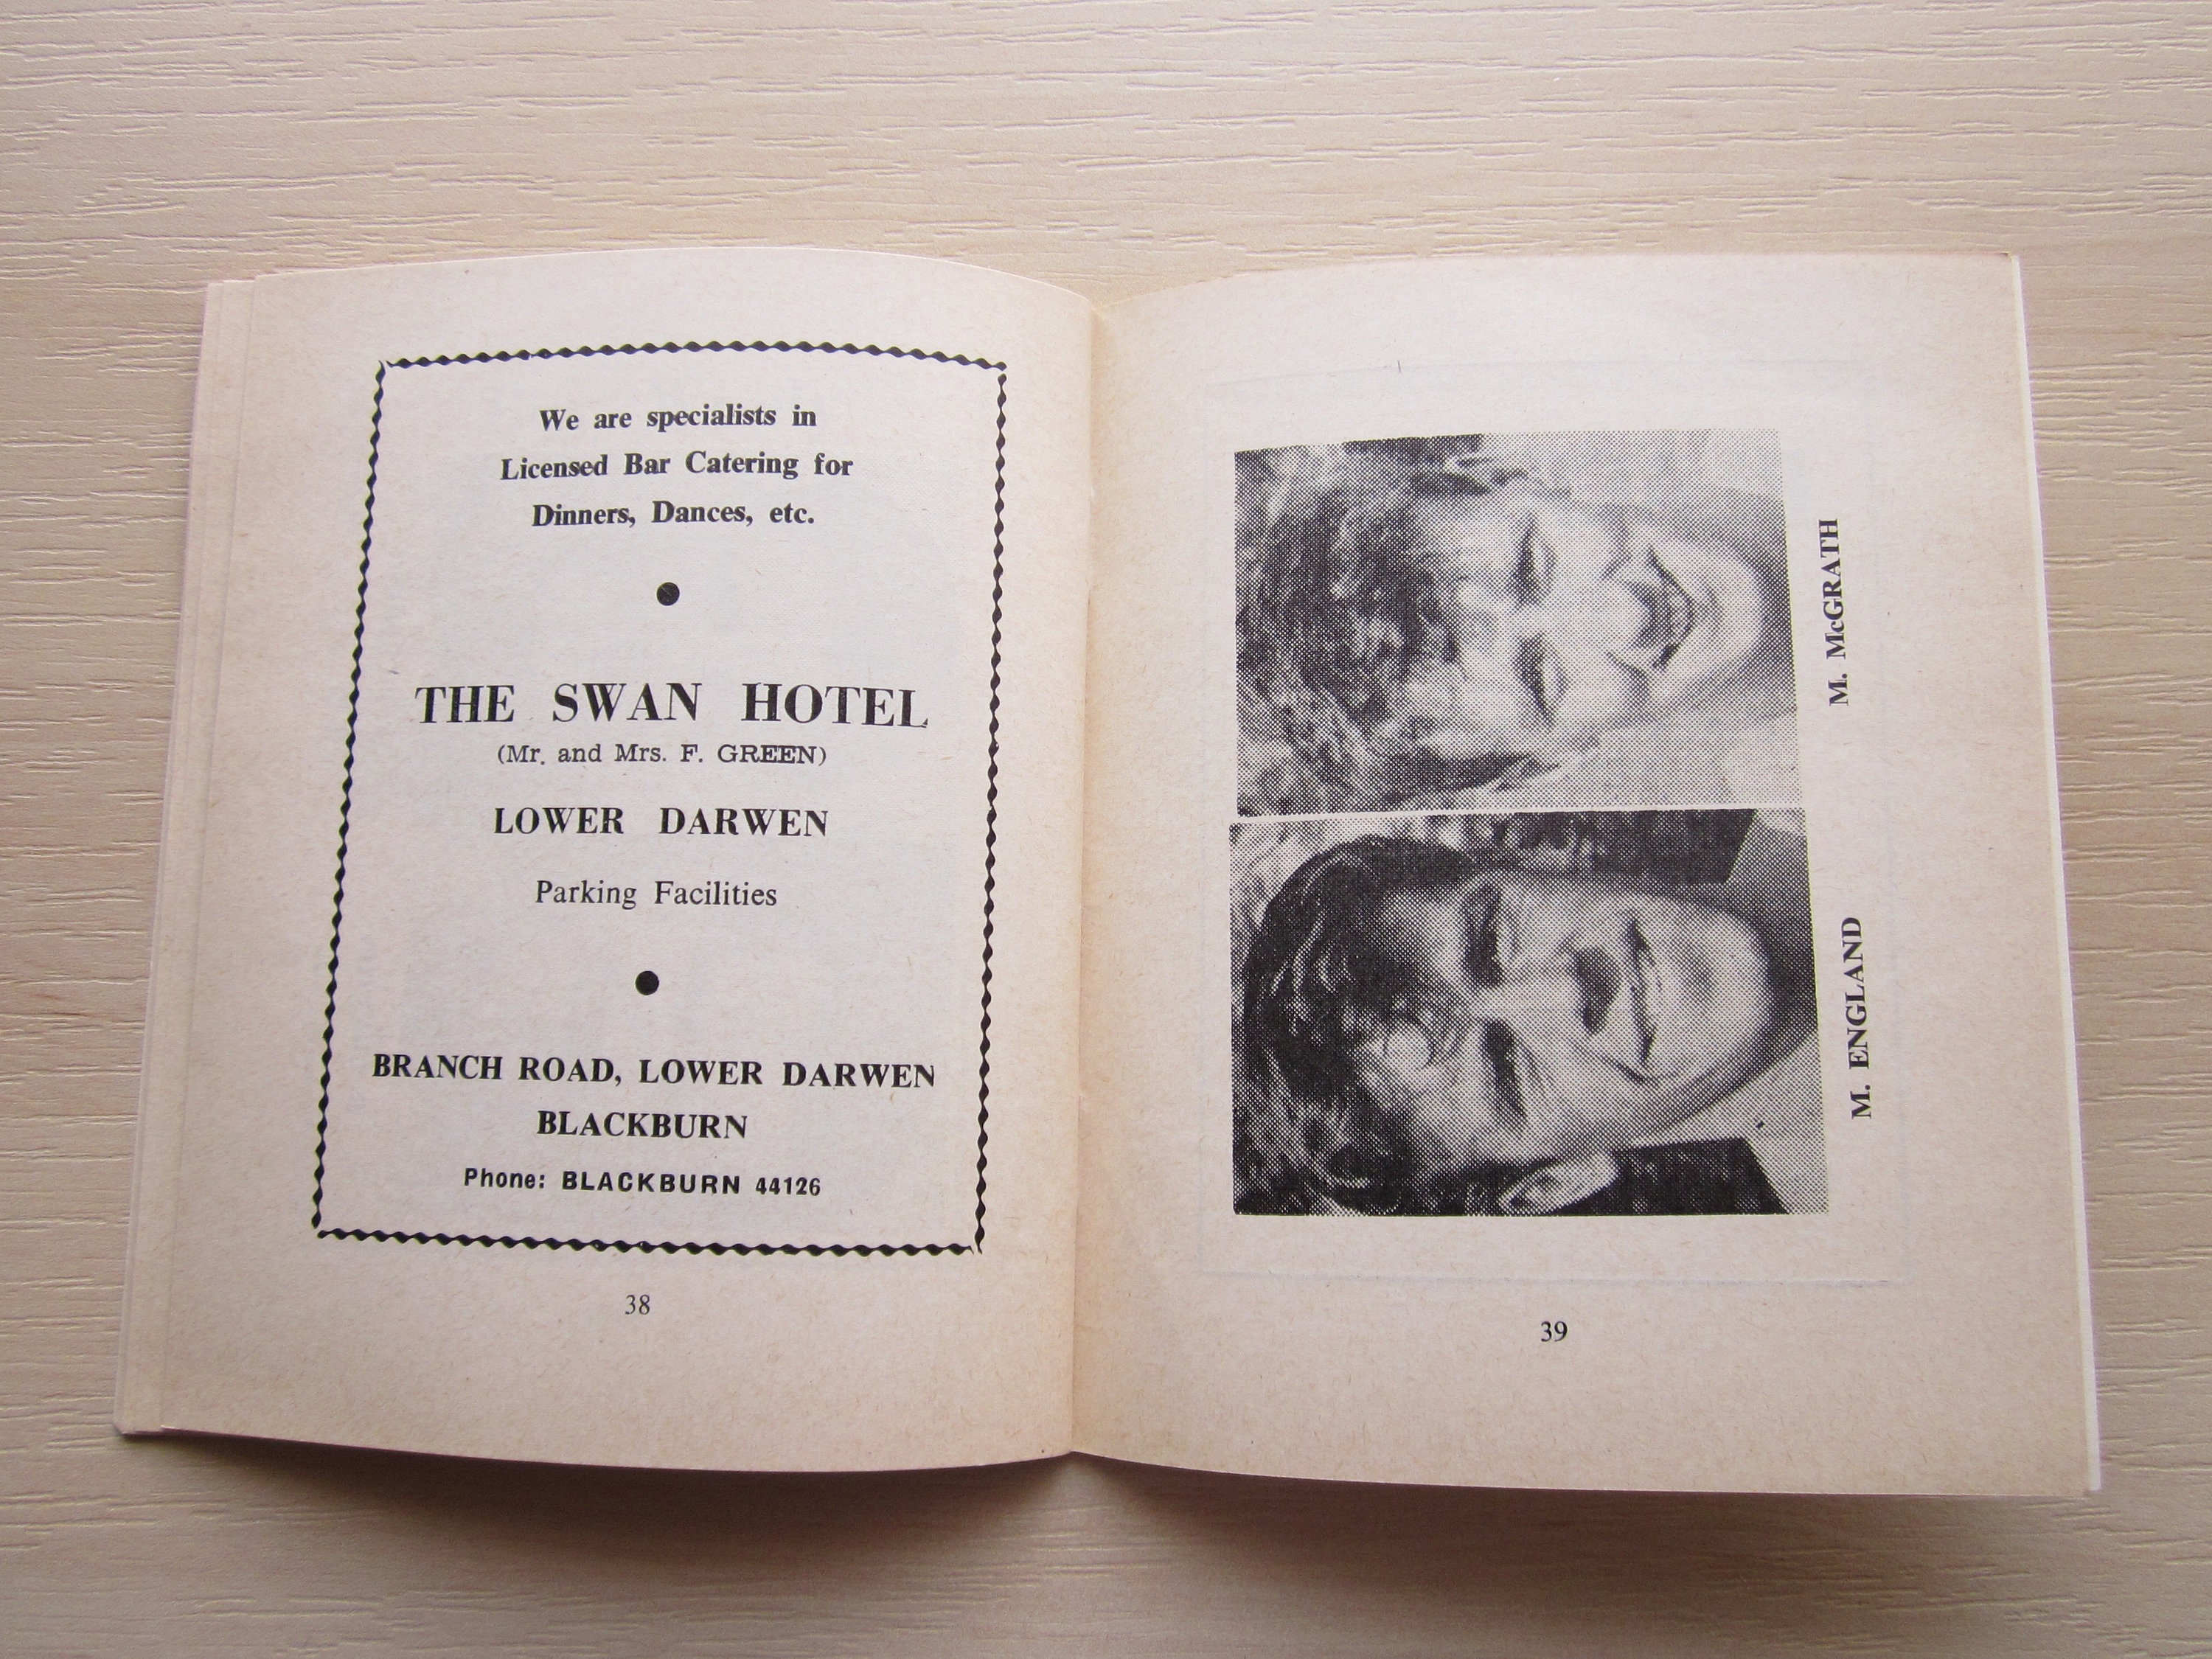 We are specialists in
Licensed Bar Catering for
Dinners, Dances, etc.
THE SWAN HOTEL
(Mr. and Mrs. F. GREEN)
LOWER DARWEN
Parking Facilities
BRANCH ROAD, LOWER DARWEN
BLACKBURN
Phone: BLACKBURN 44126
38
M. McGRATH
M. ENGLAND
39